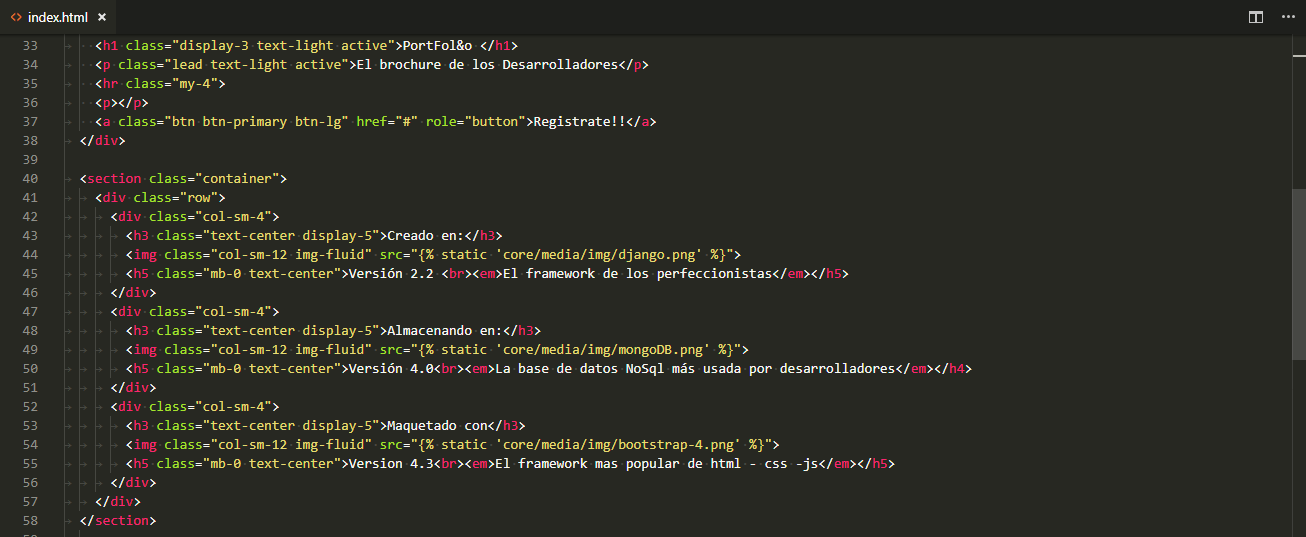 index.html ×
33 <h1 class="display-3 text-light active">PortFol&o </h1>
34 <p class="lead text-light active">El brochure de los Desarrolladores</p>
35 <hr class="my-4">
36 <p></p>
37 <a class="btn btn-primary btn-lg" href="#" role="button">Registrate!!</a>
38 </div>
39
40 <section class="container">
41 <div class="row">
42 <div class="col-sm-4">
43 <h3 class="text-center display-5">Creado en:</h3>
44 <img class="col-sm-12 img-fluid" src="{% static 'core/media/img/django.png' %}">
45 <h5 class="mb-0 text-center">Versión 2.2 <br><em>El framework de los perfeccionistas</em></h5>
46 </div>
47 <div class="col-sm-4">
48 <h3 class="text-center display-5">Almacenando en:</h3>
49 <img class="col-sm-12 img-fluid" src="{% static 'core/media/img/mongoDB.png' %}">
50 <h5 class="mb-0 text-center">Versión 4.0<br><em>La base de datos NoSql más usada por desarrolladores</em></h4>
51 </div>
52 <div class="col-sm-4">
53 <h3 class="text-center display-5">Maquetado con</h3>
54 <img class="col-sm-12 img-fluid" src="{% static 'core/media/img/bootstrap-4.png' %}">
55 <h5 class="mb-0 text-center">Version 4.3<br><em>El framework mas popular de html - css -js</em></h5>
56 </div>
57 </div>
58 </section>